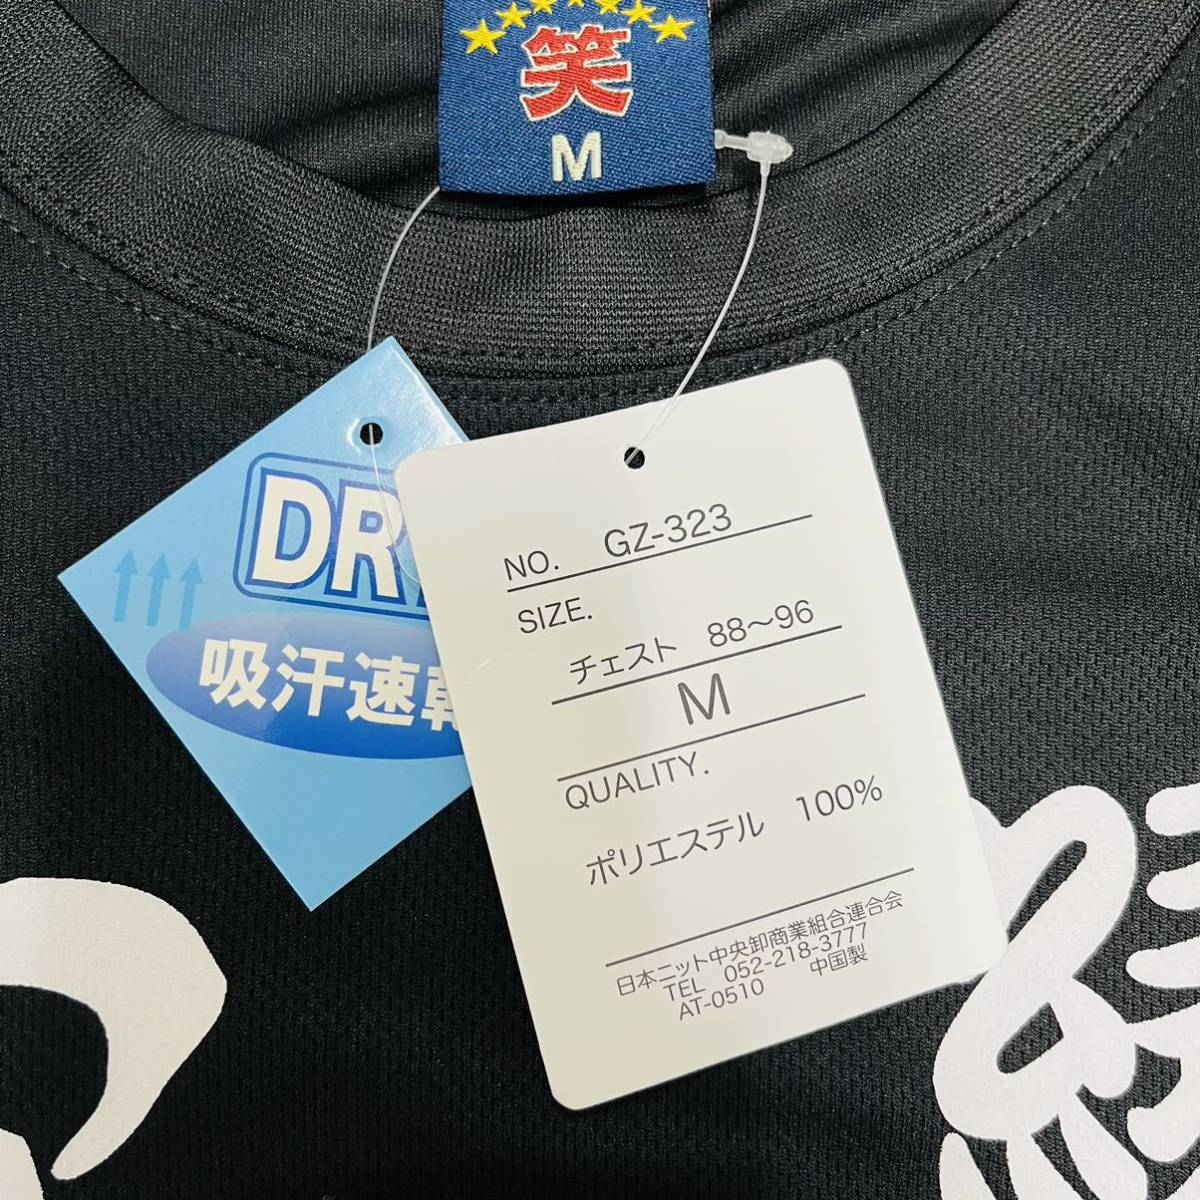 笑
M
DRY
吸汗速乾
NO. GZ-323
SIZE.
チェスト 88～96
M
QUALITY.
ポリエステル 100%
日本ニット中央卸商業組合連合会
TEL 052-218-3777
AT-0510 中国製